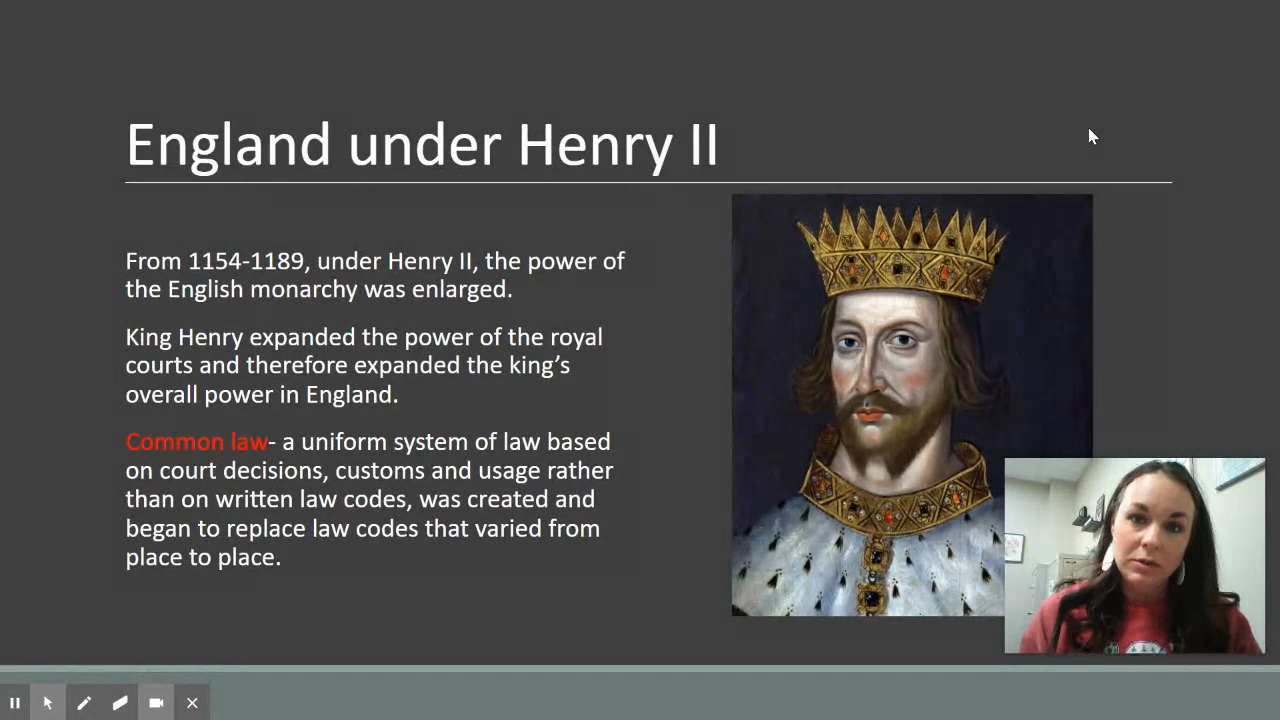 England under Henry II
From 1154-1189, under Henry II, the power of
the English monarchy was enlarged.
King Henry expanded the power of the royal
courts and therefore expanded the king’s
overall power in England.
Common law- a uniform system of law based
on court decisions, customs and usage rather
than on written law codes, was created and
began to replace law codes that varied from
place to place.